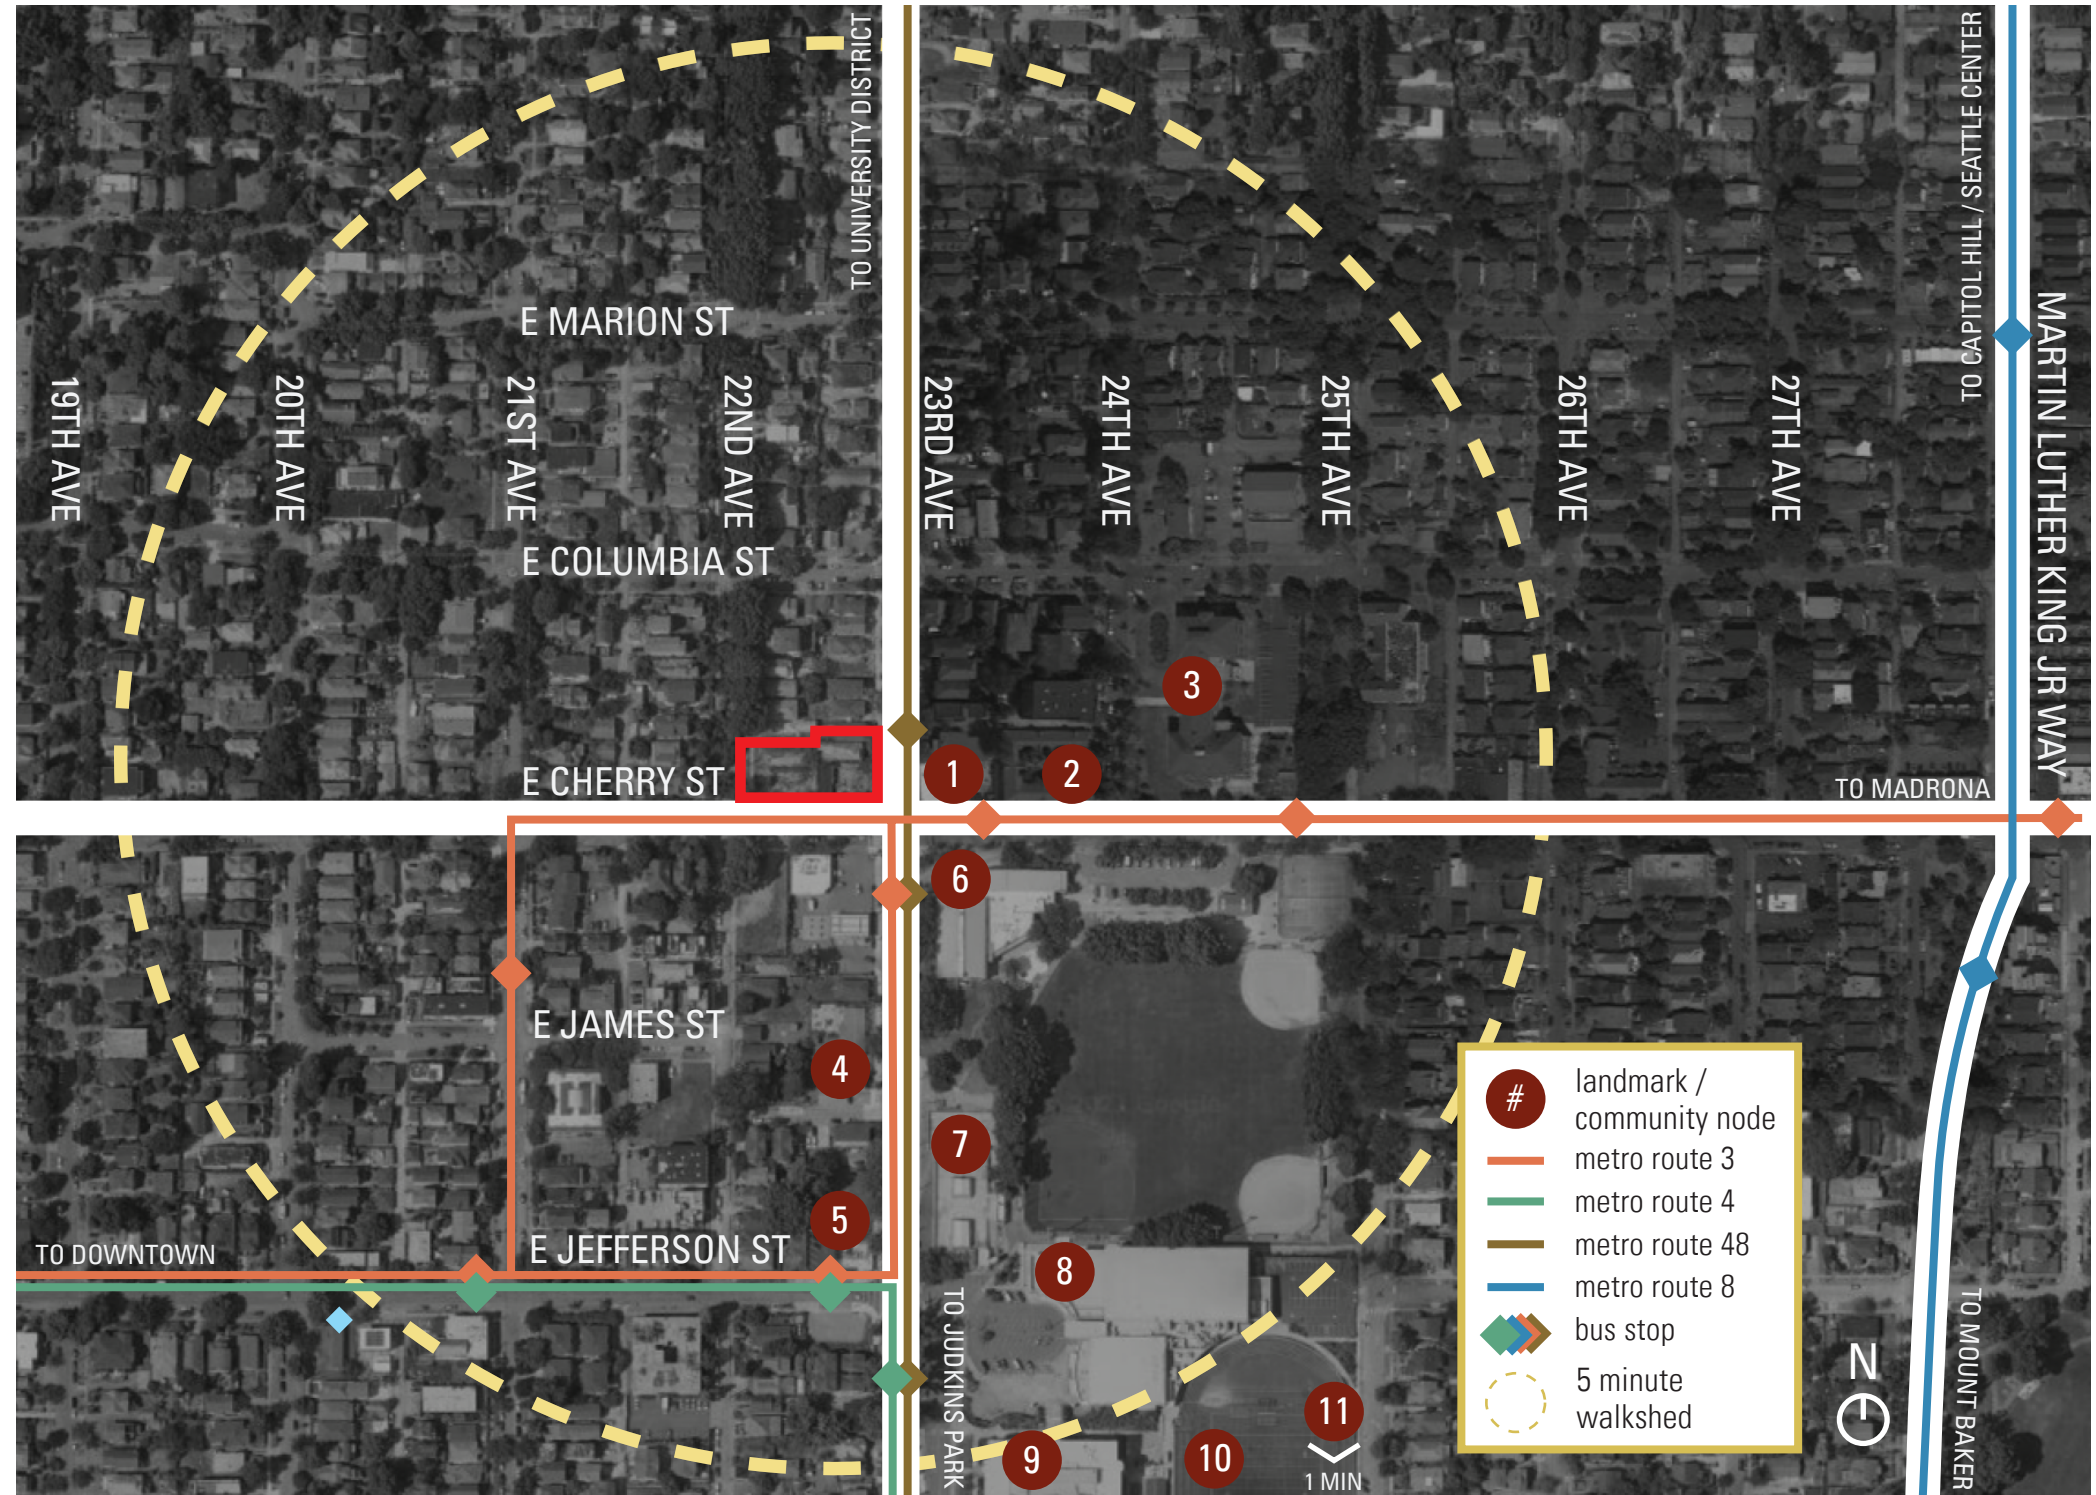 TO UNIVERSITY DISTRICT
TO CAPITOL HILL / SEATTLE CENTER
E MARION ST
MARTIN LUTHER KING JR WAY
19TH AVE
20TH AVE
21ST AVE
22ND AVE
23RD AVE
24TH AVE
25TH AVE
26TH AVE
27TH AVE
E COLUMBIA ST
3
E CHERRY ST
1
2
TO MADRONA
6
E JAMES ST
4
7
5
TO DOWNTOWN
E JEFFERSON ST
8
TO JUDKINS PARK
9
10
11
1 MIN
#
landmark /
community node
metro route 3
metro route 4
metro route 48
metro route 8
bus stop
5 minute
walkshed
N
TO MOUNT BAKER